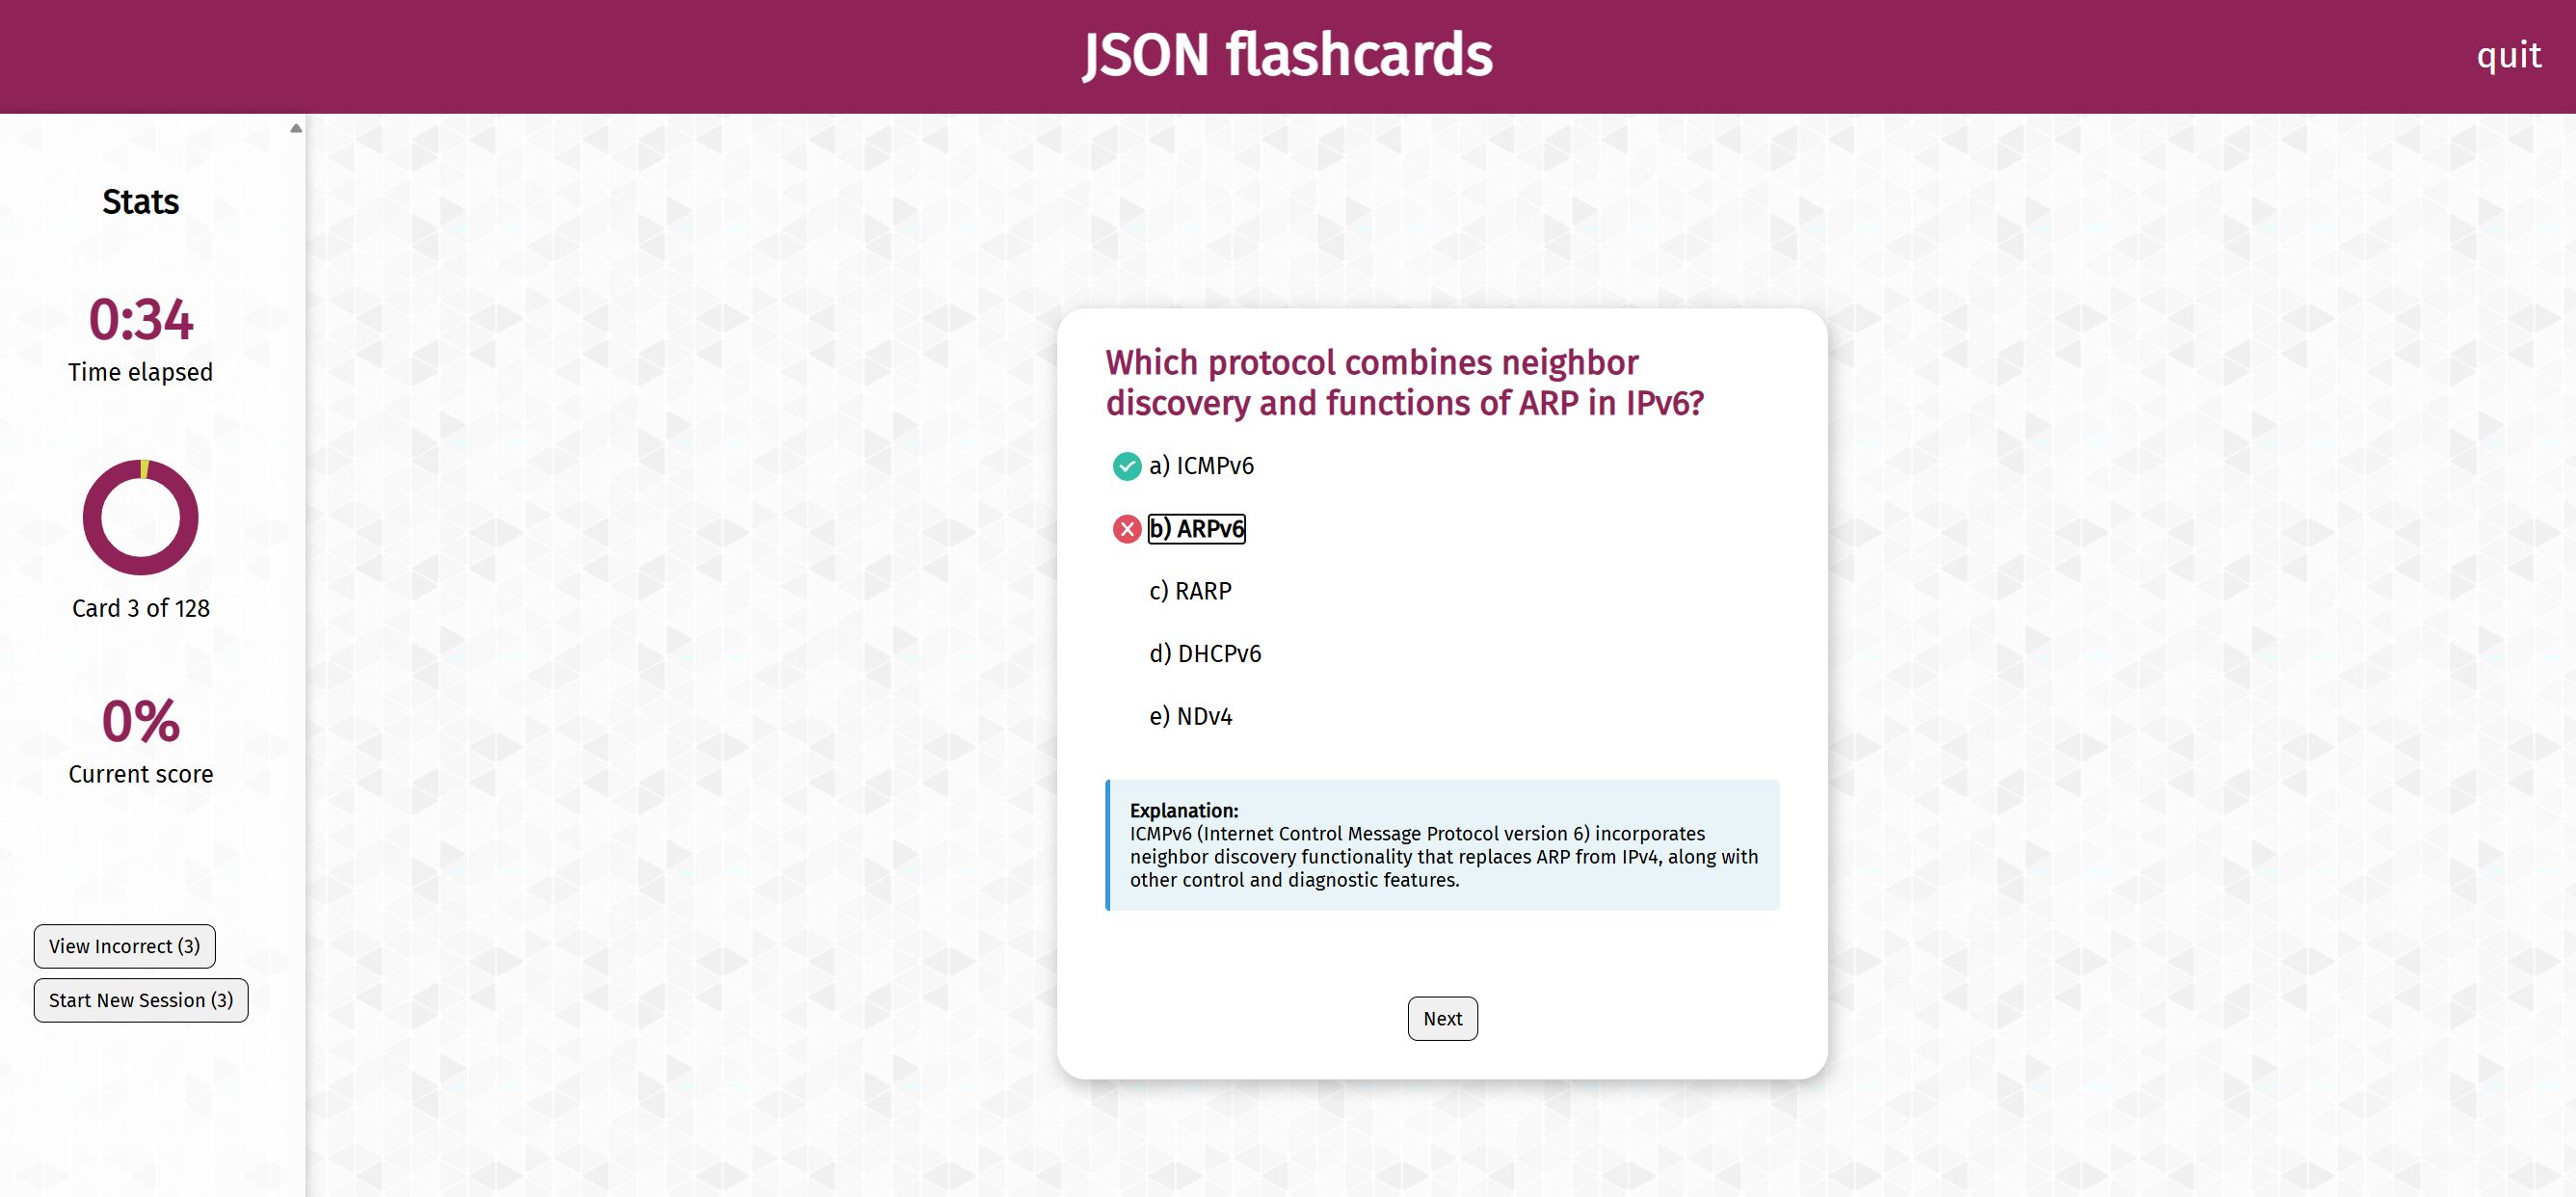 JSON flashcards
quit
Stats
0:34
Time elapsed
Card 3 of 128
0%
Current score
View Incorrect (3)
Start New Session (3)
Which protocol combines neighbor
discovery and functions of ARP in IPv6?
a) ICMPv6
b) ARPv6
c) RARP
d) DHCPv6
e) NDv4
Explanation:
ICMPv6 (Internet Control Message Protocol version 6) incorporates
neighbor discovery functionality that replaces ARP from IPv4, along with
other control and diagnostic features.
Next